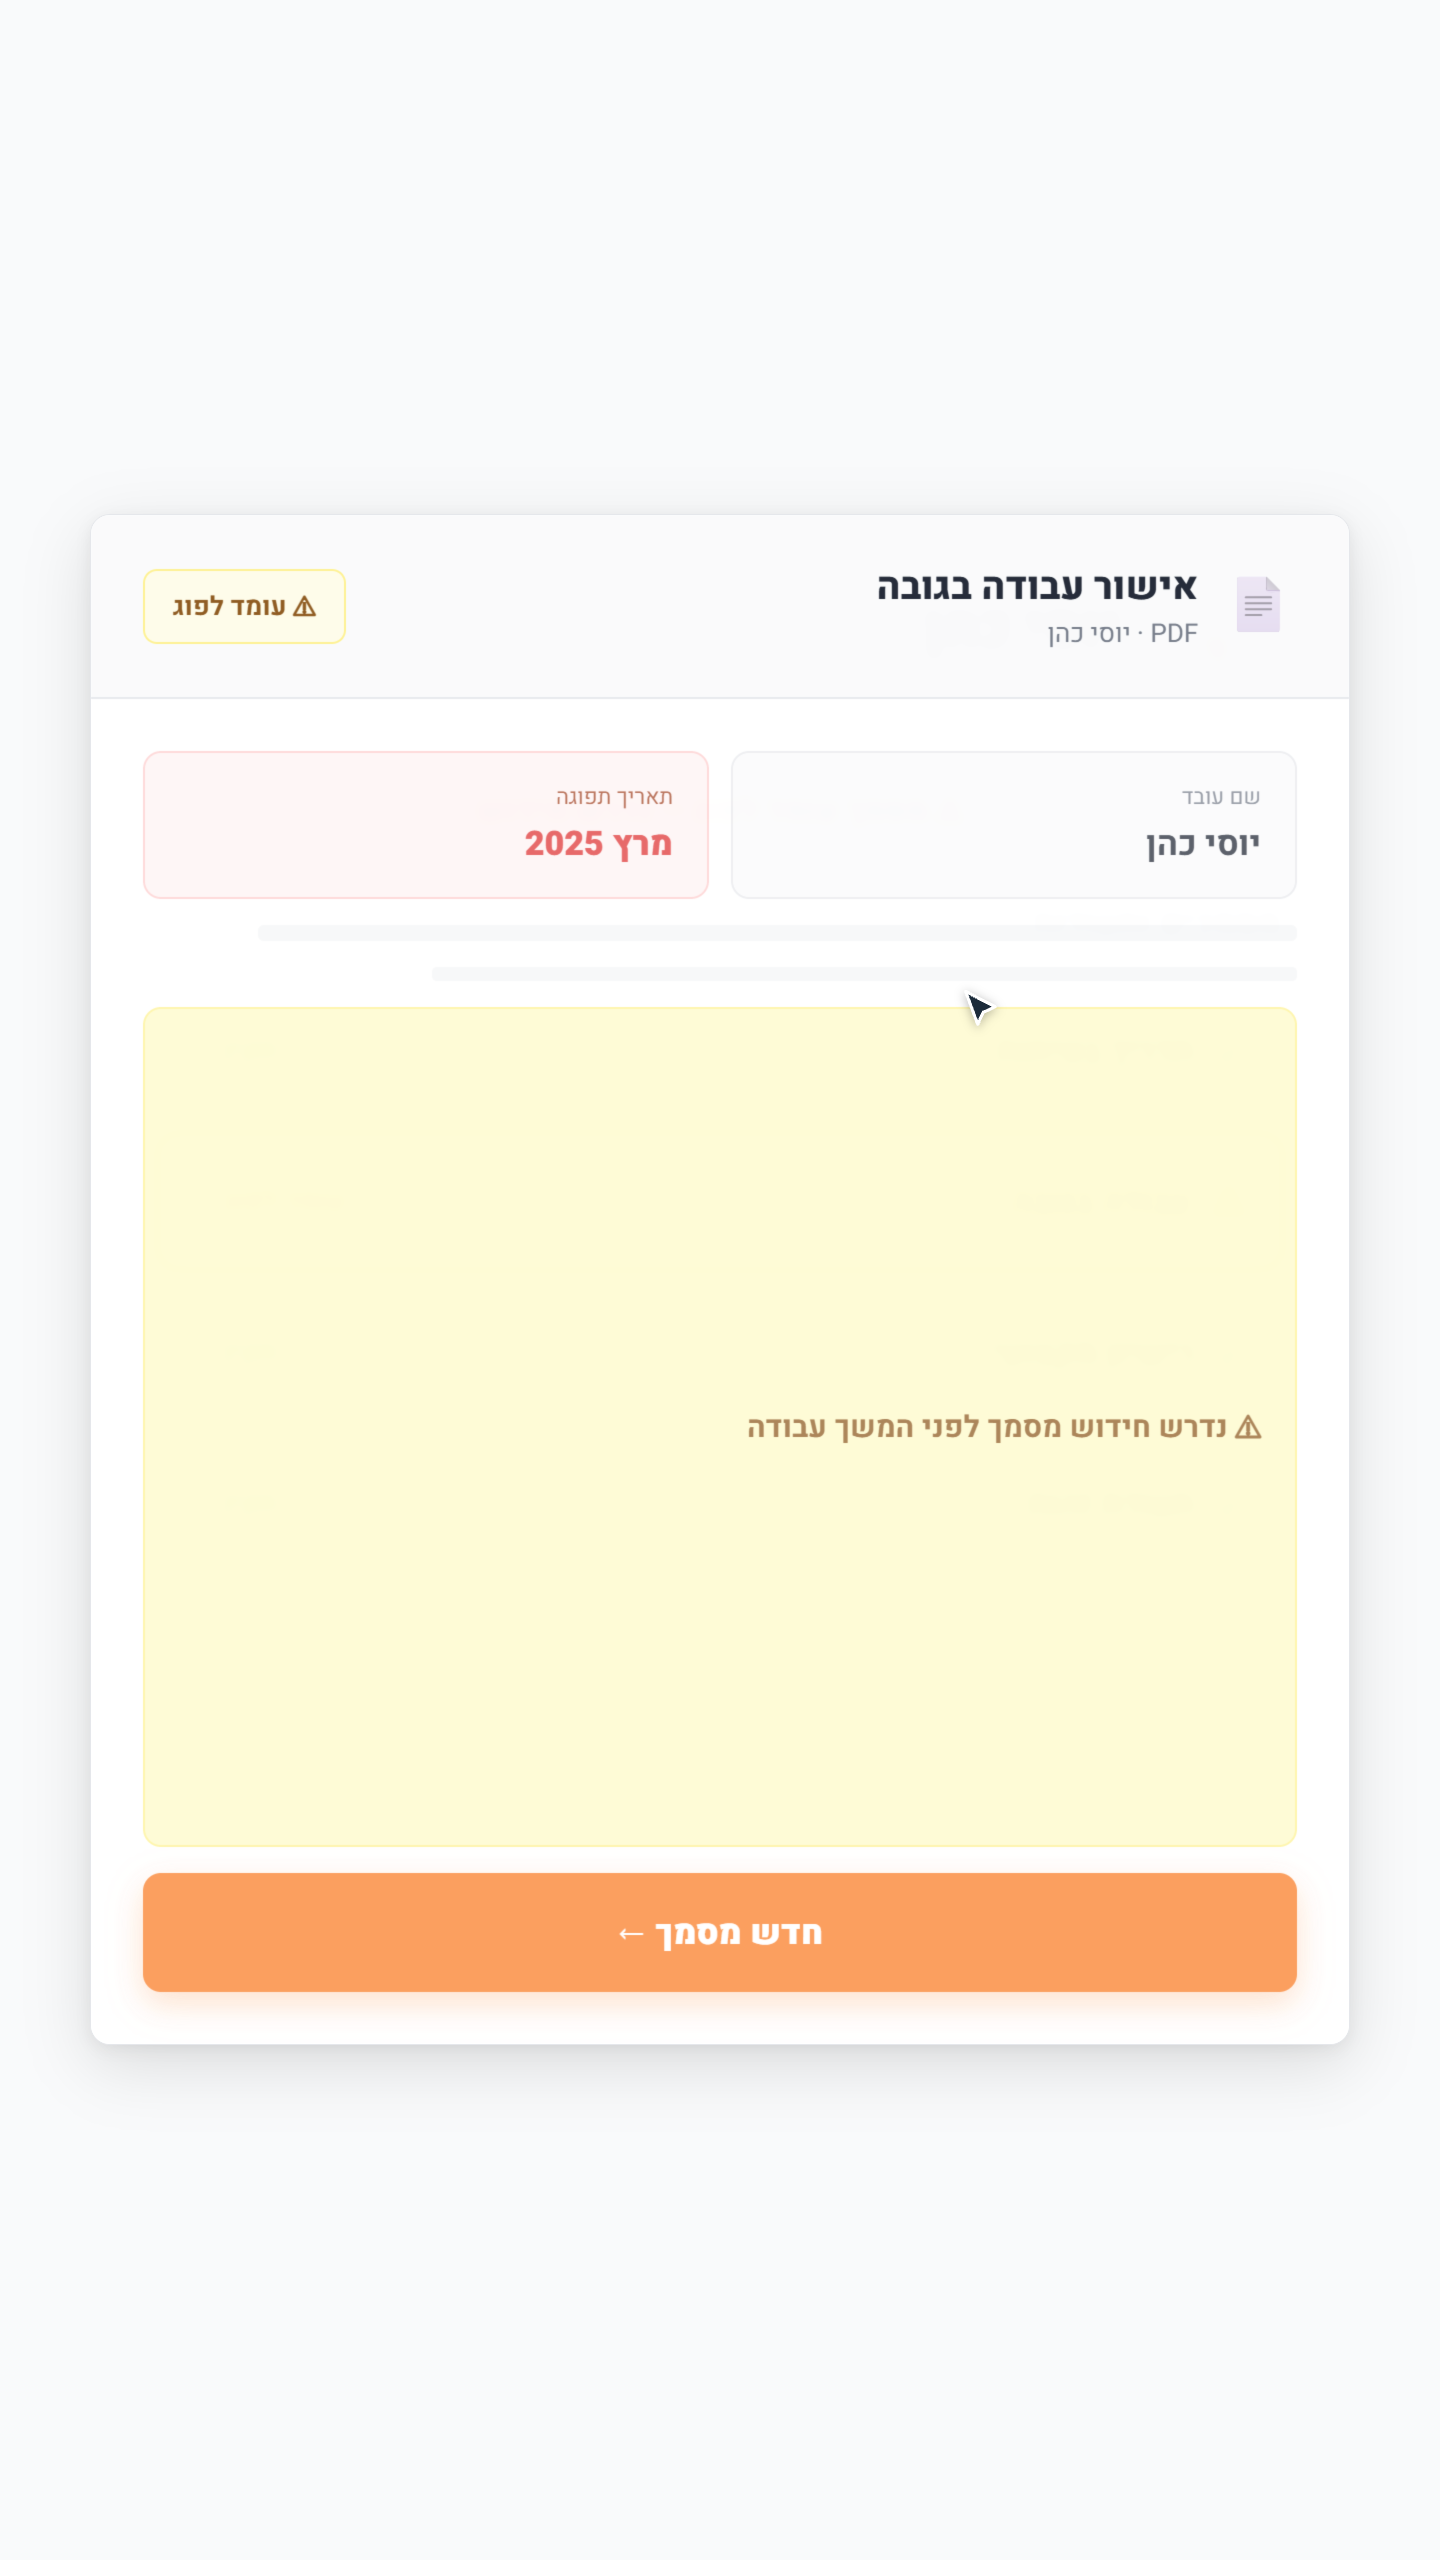 אישור עבודה בגובה
PDF · יוסי כהן
⚠ עומד לפוג
שם עובד
יוסי כהן
תאריך תפוגה
מרץ 2025
⚠ נדרש חידוש מסמך לפני המשך עבודה
חדש מסמך ←